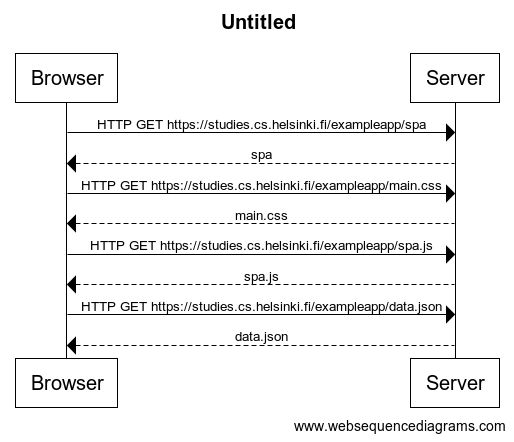 Untitled
Browser
Server
HTTP GET https://studies.cs.helsinki.fi/exampleapp/spa
spa
HTTP GET https://studies.cs.helsinki.fi/exampleapp/main.css
main.css
HTTP GET https://studies.cs.helsinki.fi/exampleapp/spa.js
spa.js
HTTP GET https://studies.cs.helsinki.fi/exampleapp/data.json
data.json
Browser
Server
www.websequencediagrams.com